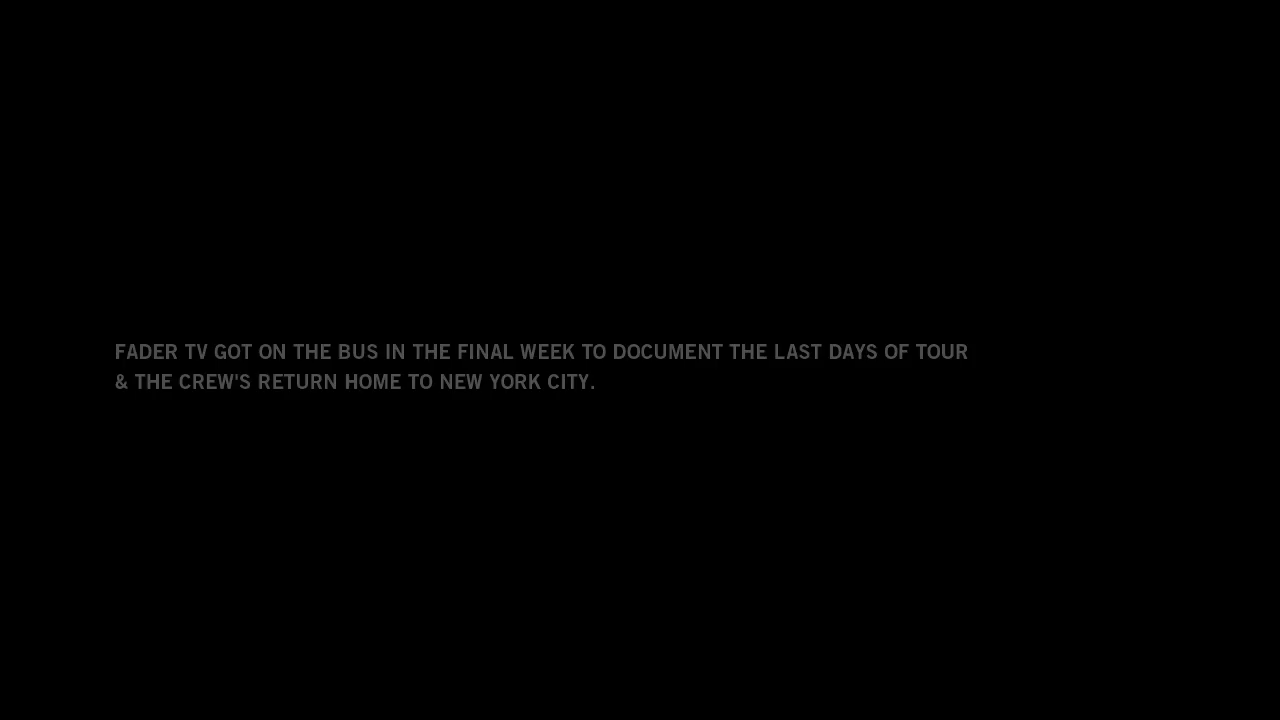 FADER TV GOT ON THE BUS IN THE FINAL WEEK TO DOCUMENT THE LAST DAYS OF TOUR
& THE CREW'S RETURN HOME TO NEW YORK CITY.